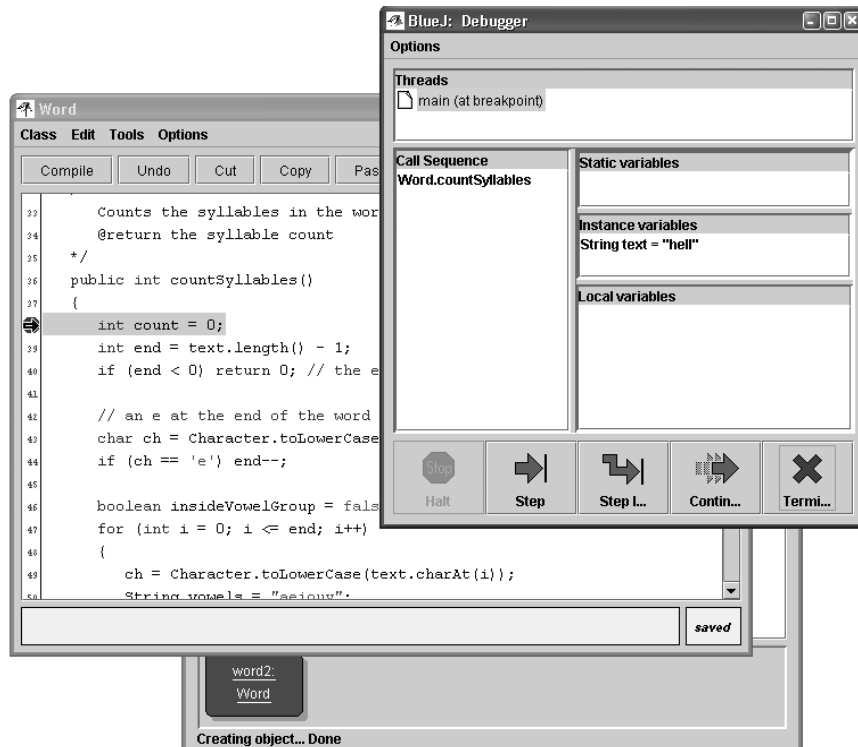 BlueJ: Debugger
Options
Threads
main (at breakpoint)
Call Sequence
Word.countSyllables
Static variables
Instance variables
String text = "hell"
Local variables
Stop
Halt
Step
Step I...
Contin...
Termi...
Word
Class Edit Tools Options
Compile Undo Cut Copy Pas
33 Counts the syllables in the wor
34 @return the syllable count
35 */
36 public int countSyllables()
37 {
int count = 0;
39 int end = text.length() - 1;
40 if (end < 0) return 0; // the e
41
42 // an e at the end of the word
43 char ch = Character.toLowerCase
44 if (ch == 'e') end--;
45
46 boolean insideVowelGroup = fals
47 for (int i = 0; i <= end; i++)
48 {
49 ch = Character.toLowerCase(text.charAt(i));
50 String vowels = "aeiouy";
saved
word2:
Word
Creating object... Done